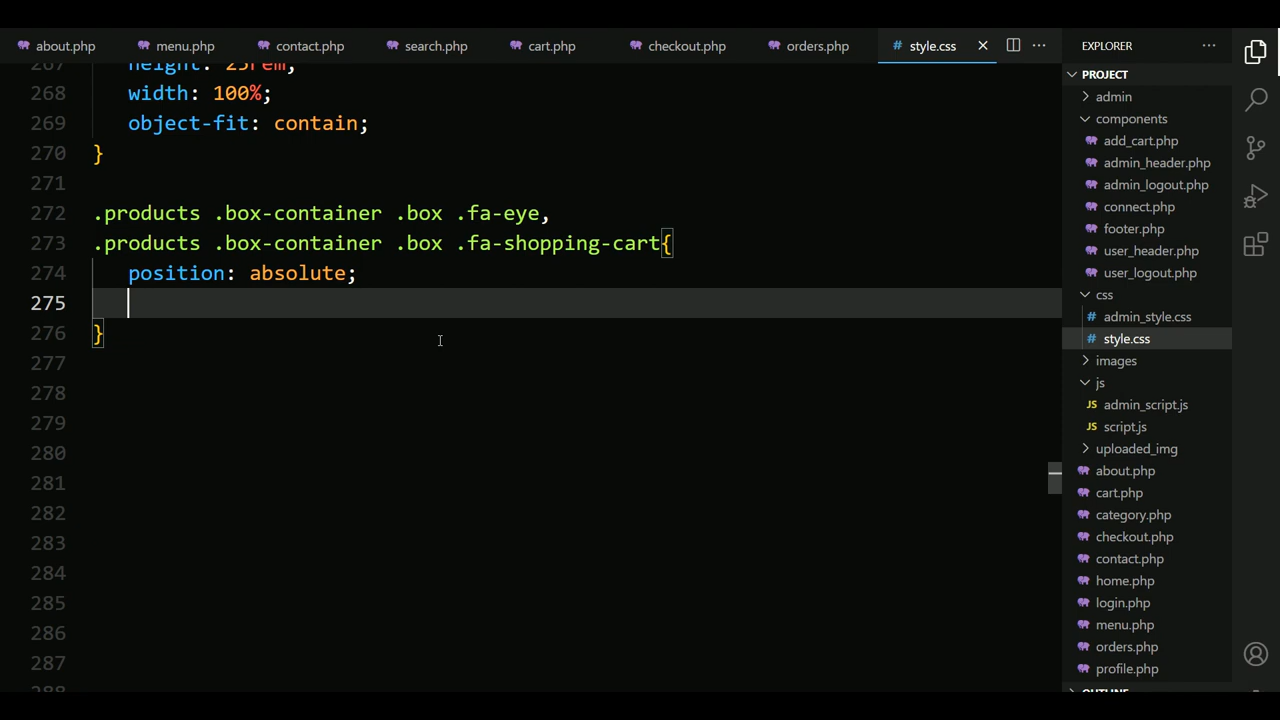 about.php
menu.php
contact.php
search.php
cart.php
checkout.php
orders.php
# style.css
267 height: 25rem;
268 width: 100%;
269 object-fit: contain;
270 }
271
272 .products .box-container .box .fa-eye,
273 .products .box-container .box .fa-shopping-cart{
274 position: absolute;
275
276 }
277
278
279
280
281
282
283
284
285
286
287
288
EXPLORER
PROJECT
admin
components
add_cart.php
admin_header.php
admin_logout.php
connect.php
footer.php
user_header.php
user_logout.php
css
# admin_style.css
# style.css
images
js
JS admin_script.js
JS script.js
uploaded_img
about.php
cart.php
category.php
checkout.php
contact.php
home.php
login.php
menu.php
orders.php
profile.php
OUTLINE